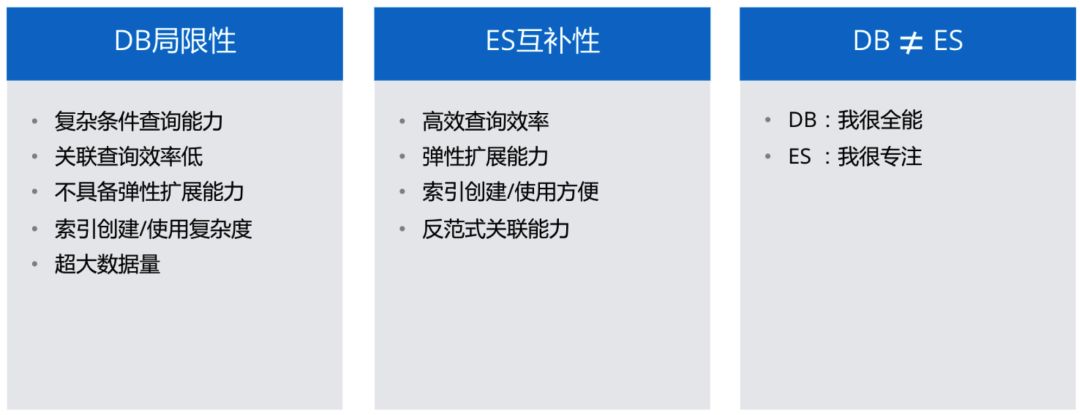 DB局限性
• 复杂条件查询能力
• 关联查询效率低
• 不具备弹性扩展能力
• 索引创建/使用复杂度
• 超大数据量
ES互补性
• 高效查询效率
• 弹性扩展能力
• 索引创建/使用方便
• 反范式关联能力
DB ≠ ES
• DB：我很全能
• ES ：我很专注